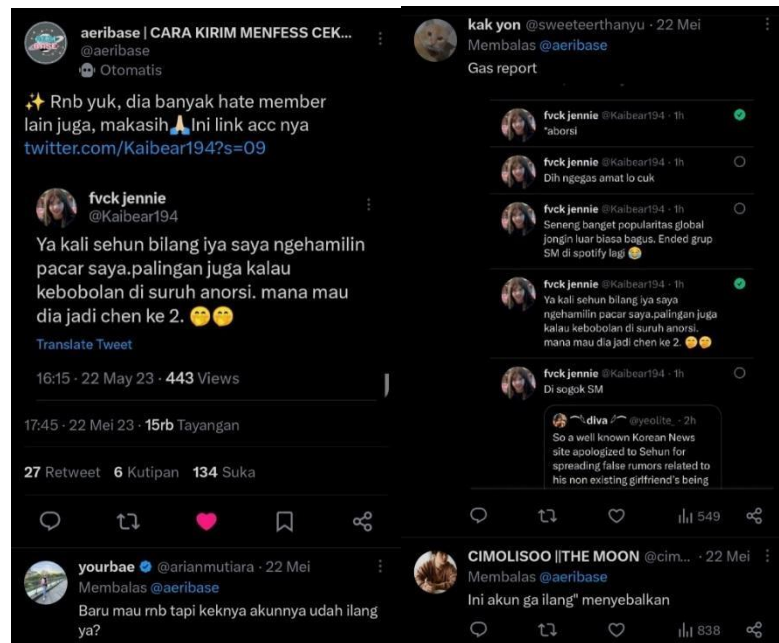 aeribase | CARA KIRIM MENFESS CEK...
@aeribase
Otomatis
✨ Rnb yuk, dia banyak hate member
lain juga, makasih🙏🏻Ini link acc nya
twitter.com/Kaibear194?s=09
fvck jennie
@Kaibear194
Ya kali sehun bilang iya saya ngehamilin
pacar saya.palingan juga kalau
kebobolan di suruh anorsi. mana mau
dia jadi chen ke 2. 🤭🤭
Translate Tweet
16:15 · 22 May 23 · 443 Views
17:45 · 22 Mei 23 · 15rb Tayangan
27 Retweet 6 Kutipan 134 Suka
yourbae @arianmutiara · 22 Mei
Membalas @aeribase
Baru mau rnb tapi keknya akunnya udah ilang
ya?
kak yon @sweeteerthanyu · 22 Mei
Membalas @aeribase
Gas report
fvck jennie @Kaibear194 · 1h
*aborsi
fvck jennie @Kaibear194 · 1h
Dih ngegas amat lo cuk
fvck jennie @Kaibear194 · 1h
Seneng banget popularitas global
jongin luar biasa bagus. Ended grup
SM di spotify lagi 😂
fvck jennie @Kaibear194 · 1h
Ya kali sehun bilang iya saya
ngehamilin pacar saya.palingan juga
kalau kebobolan di suruh anorsi.
mana mau dia jadi chen ke 2. 🤭🤭
fvck jennie @Kaibear194 · 1h
Di sogok SM
diva @yeolite_ · 2h
So a well known Korean News
site apologized to Sehun for
spreading false rumors related to
his non existing girlfriend's being
549
CIMOLISOO ||THE MOON @cim... · 22 Mei
Membalas @aeribase
Ini akun ga ilang" menyebalkan
838